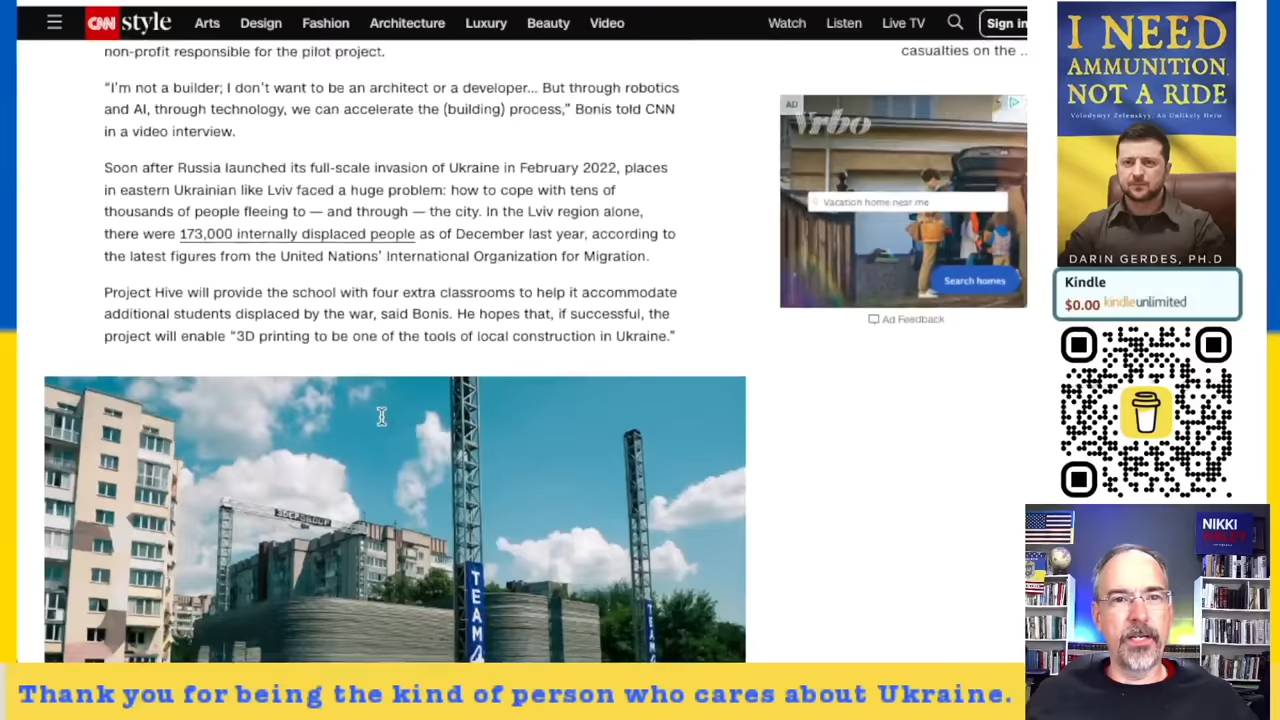 CNN style Arts Design Fashion Architecture Luxury Beauty Video Watch Listen Live TV Sign in
non-profit responsible for the pilot project.
“I’m not a builder; I don’t want to be an architect or a developer... But through robotics
and AI, through technology, we can accelerate the (building) process,” Bonis told CNN
in a video interview.
Soon after Russia launched its full-scale invasion of Ukraine in February 2022, places
in eastern Ukrainian like Lviv faced a huge problem: how to cope with tens of
thousands of people fleeing to — and through — the city. In the Lviv region alone,
there were 173,000 internally displaced people as of December last year, according to
the latest figures from the United Nations’ International Organization for Migration.
Project Hive will provide the school with four extra classrooms to help it accommodate
additional students displaced by the war, said Bonis. He hopes that, if successful, the
project will enable “3D printing to be one of the tools of local construction in Ukraine.”
TEAM4
TEAM
casualties on the ..
AD
Vrbo
Vacation home near me
Search homes
Ad Feedback
I NEED
AMMUNITION,
NOT A RIDE
Volodymyr Zelenskyy, An Unlikely Hero
DARIN GERDES, PH.D
Kindle
$0.00 kindleunlimited
NIKKI
HALEY
Thank you for being the kind of person who cares about Ukraine.